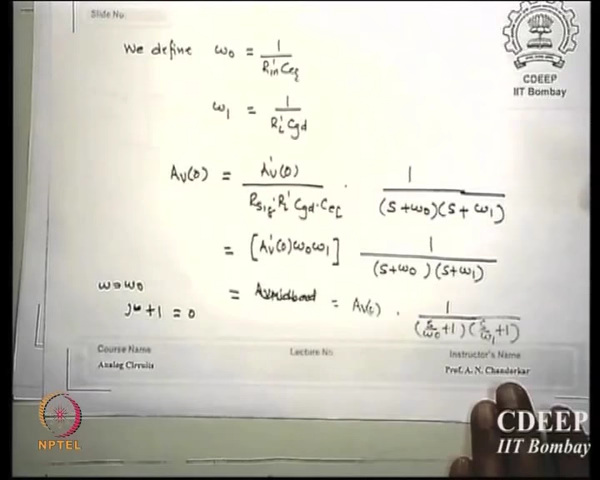 Slide No
CDEEP
IIT Bombay
We define ω₀ = 1 / (R'in Ceq)
ω₁ = 1 / (R'L Cgd)
Av(0) = A'v(0) / (Rsig · R'L Cgd · Ceq) · 1 / ((s + ω₀)(s + ω₁))
= [A'v(0) ω₀ ω₁] 1 / ((s + ω₀)(s + ω₁))
= Avmidband = Av(0) · 1 / ((s/ω₀ + 1)(s/ω₁ + 1))
+1 = 0
Course Name
Lecture No.
Instructor's Name
Analog Circuits
Prof. A. N. Chandorkar
NPTEL
CDEEP
IIT Bombay